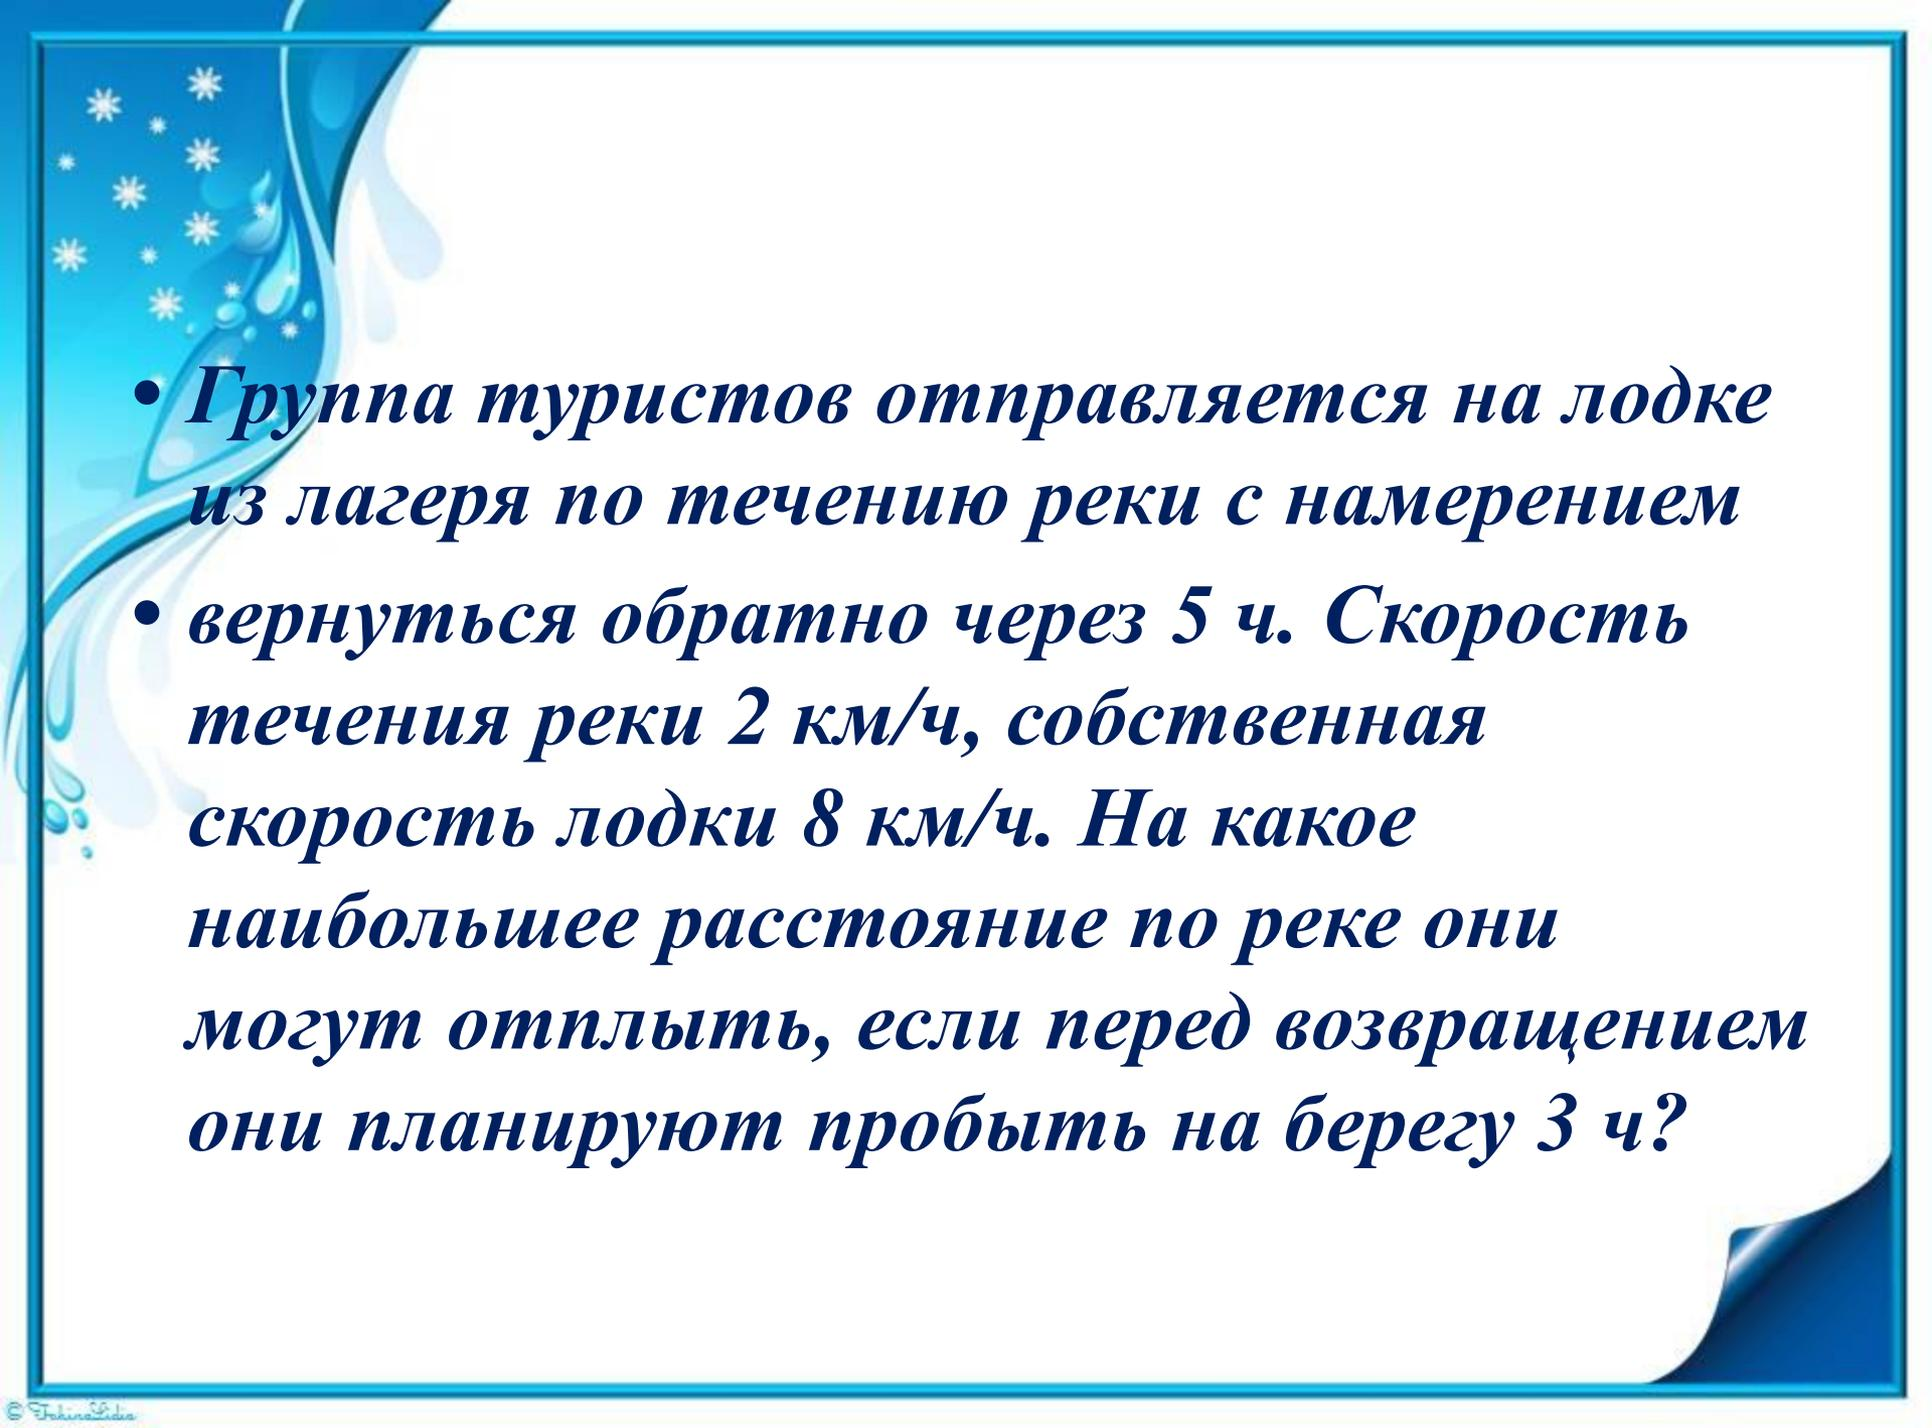 • Группа туристов отправляется на лодке
из лагеря по течению реки с намерением
• вернуться обратно через 5 ч. Скорость
течения реки 2 км/ч, собственная
скорость лодки 8 км/ч. На какое
наибольшее расстояние по реке они
могут отплыть, если перед возвращением
они планируют пробыть на берегу 3 ч?
© FokinaLidia